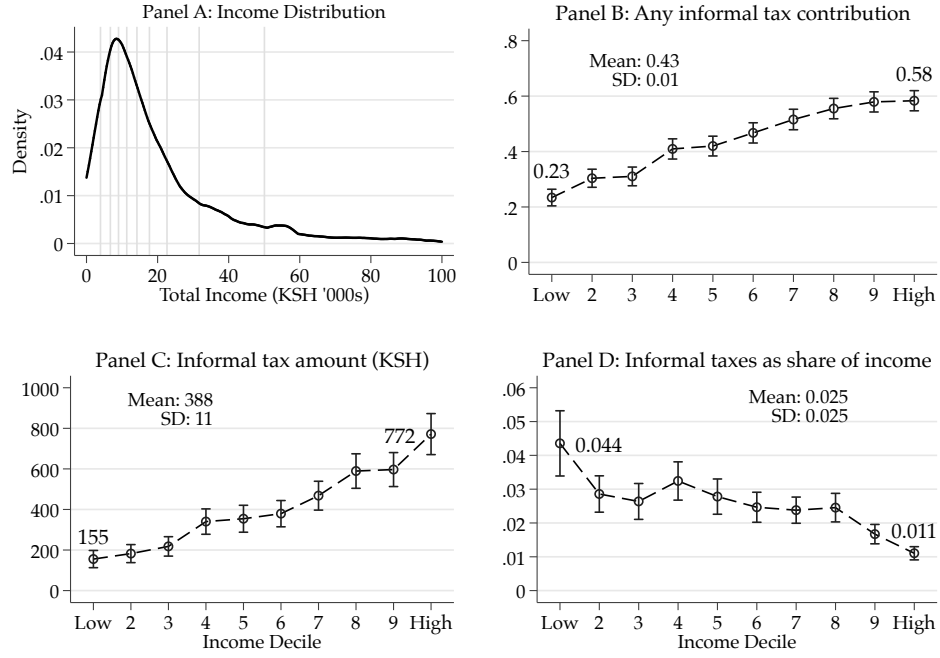 Panel A: Income Distribution
.04
.03
.02
.01
0
Density
0 20 40 60 80 100
Total Income (KSH '000s)
Panel B: Any informal tax contribution
.8
.6
.4
.2
0
Mean: 0.43
SD: 0.01
0.23
0.58
Low 2 3 4 5 6 7 8 9 High
Panel C: Informal tax amount (KSH)
1000
800
600
400
200
0
Mean: 388
SD: 11
155
772
Low 2 3 4 5 6 7 8 9 High
Income Decile
Panel D: Informal taxes as share of income
.06
.05
.04
.03
.02
.01
0
Mean: 0.025
SD: 0.025
0.044
0.011
Low 2 3 4 5 6 7 8 9 High
Income Decile